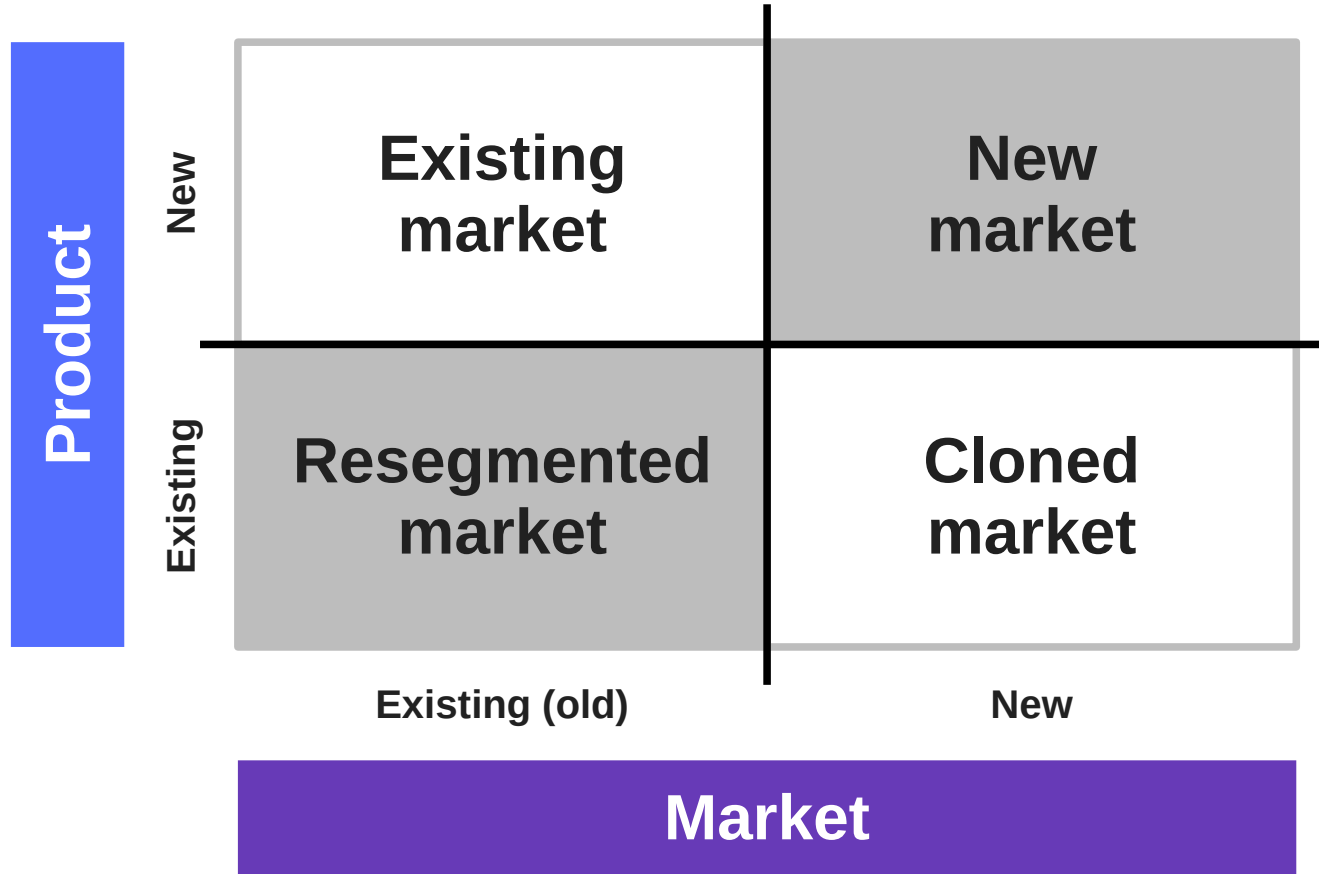 Product
New
Existing
market
New
market
Existing
Resegmented
market
Cloned
market
Existing (old)
New
Market